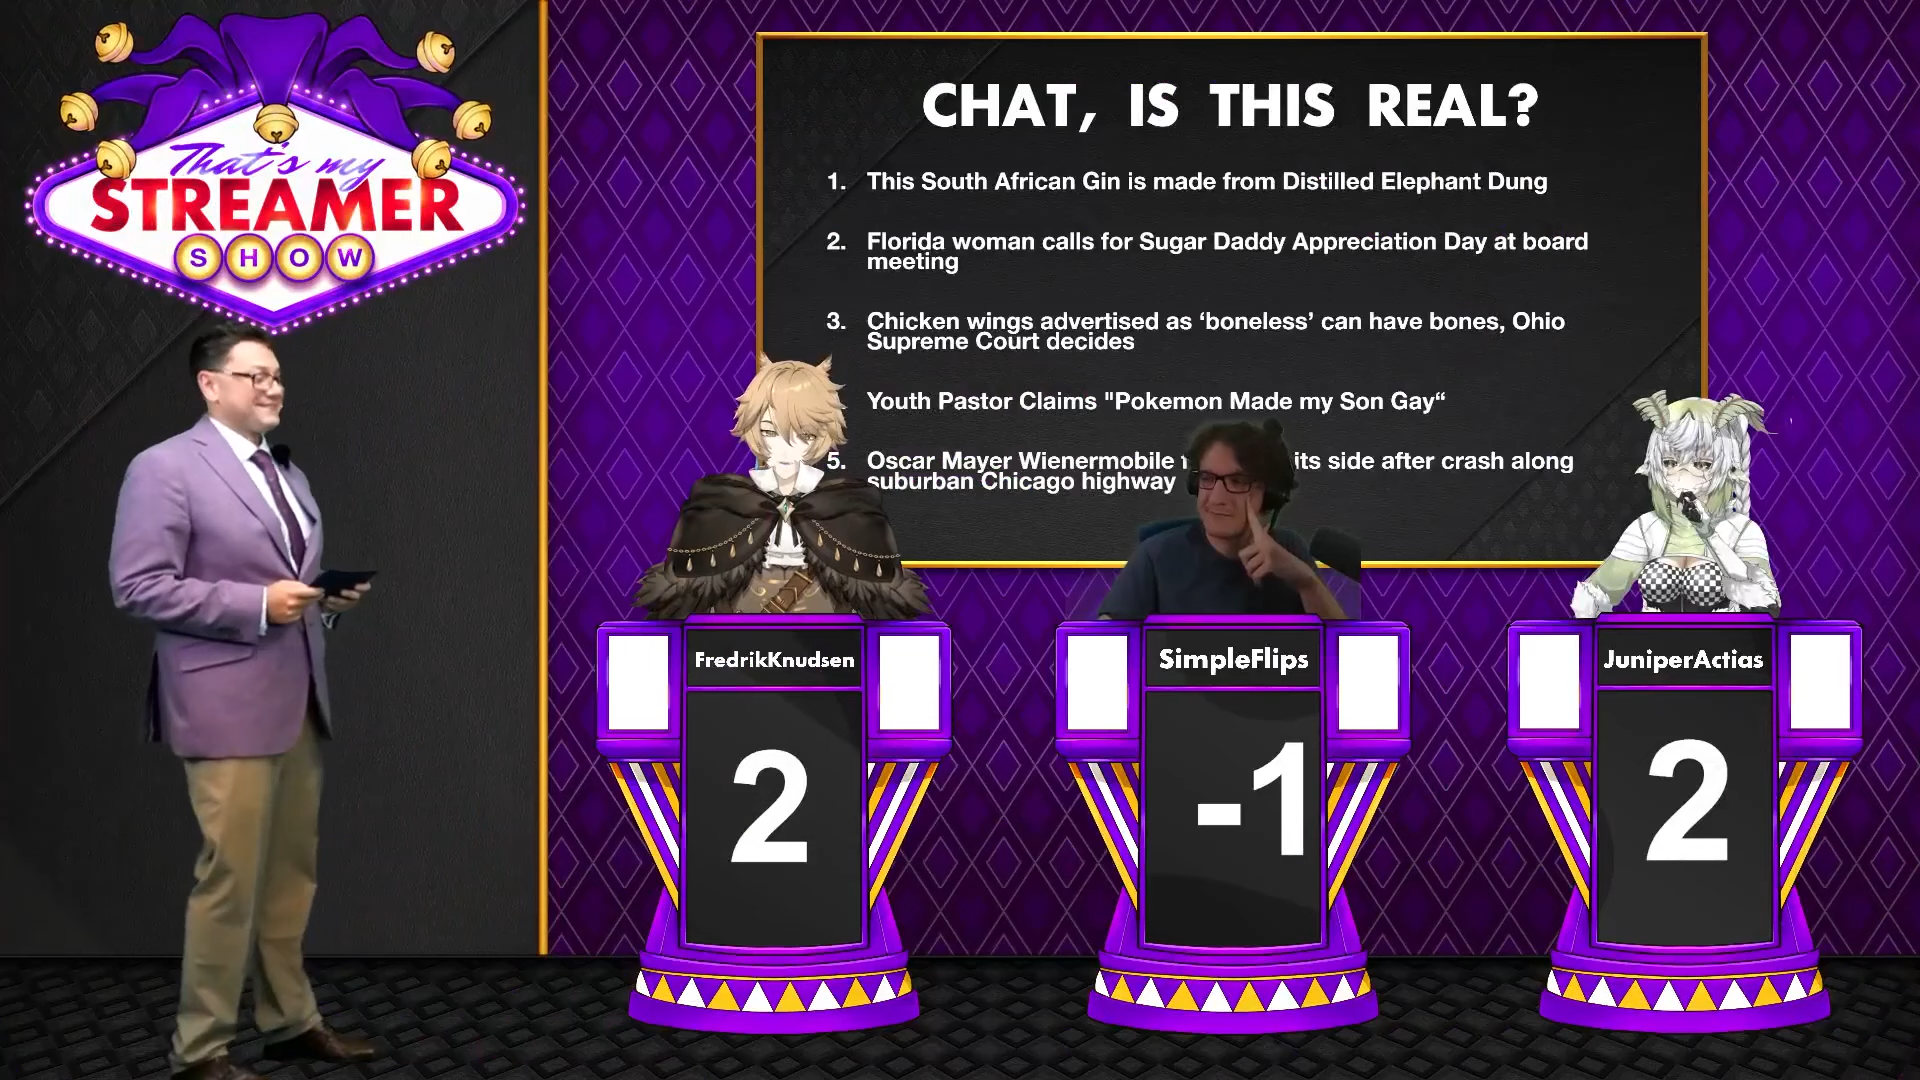 That's my
STREAMER
SHOW
CHAT, IS THIS REAL?
1. This South African Gin is made from Distilled Elephant Dung
2. Florida woman calls for Sugar Daddy Appreciation Day at board
meeting
3. Chicken wings advertised as ‘boneless’ can have bones, Ohio
Supreme Court decides
Youth Pastor Claims "Pokemon Made my Son Gay“
5. Oscar Mayer Wienermobile its side after crash along
suburban Chicago highway
FredrikKnudsen
SimpleFlips
JuniperActias
2
-1
2